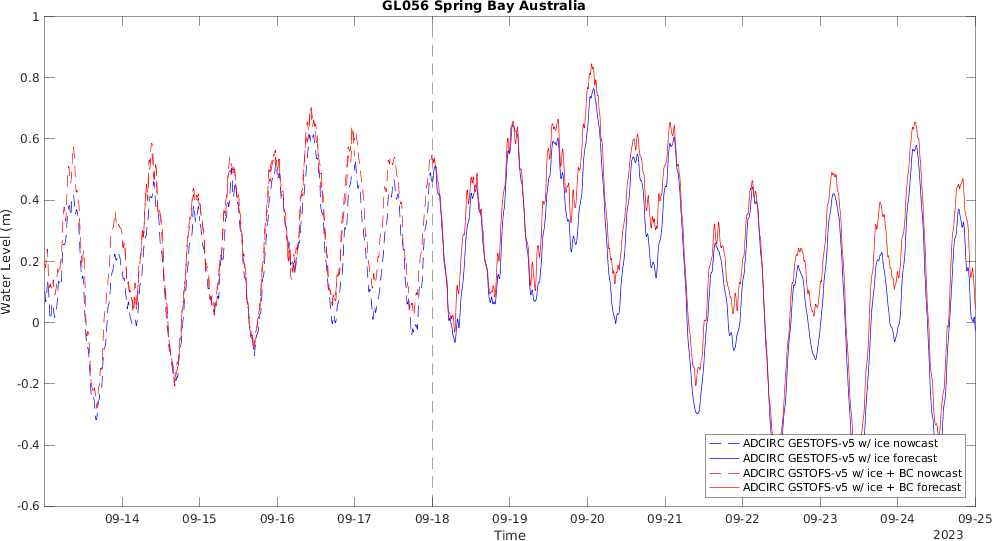 GL056 Spring Bay Australia
Water Level (m)
1
0.8
0.6
0.4
0.2
0
-0.2
-0.4
-0.6
ADCIRC GESTOFS-v5 w/ ice nowcast
ADCIRC GESTOFS-v5 w/ ice forecast
ADCIRC GSTOFS-v5 w/ ice + BC nowcast
ADCIRC GSTOFS-v5 w/ ice + BC forecast
09-14 09-15 09-16 09-17 09-18 09-19 09-20 09-21 09-22 09-23 09-24 09-25
Time
2023